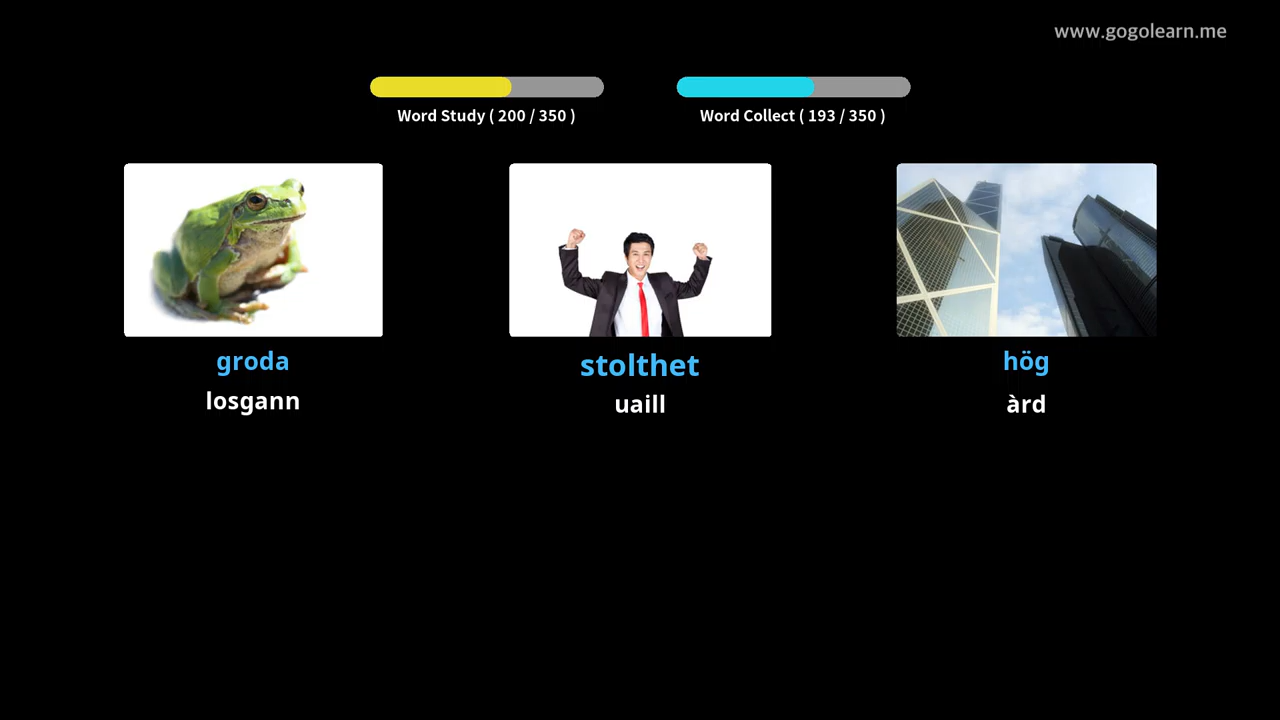 www.gogolearn.me
Word Study ( 200 / 350 )
Word Collect ( 193 / 350 )
groda
stolthet
hög
losgann
uaill
àrd